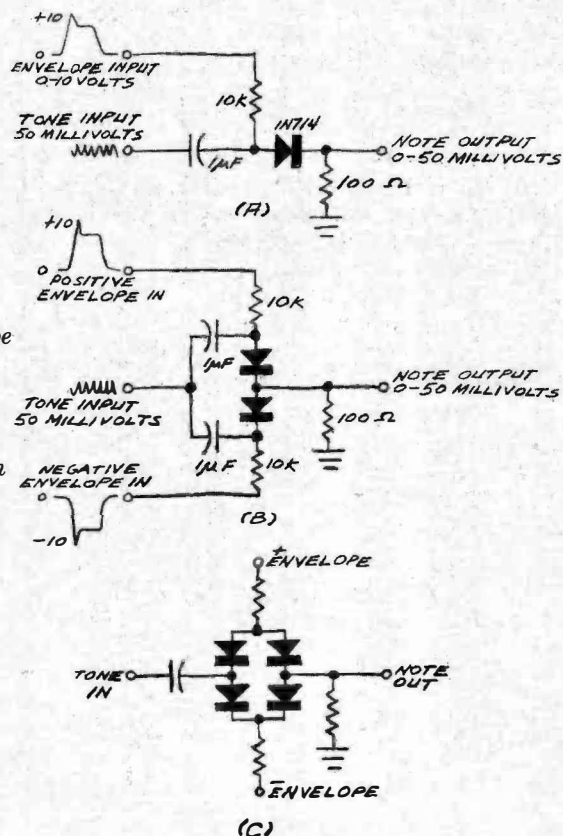 +10
ENVELOPE INPUT
0-10 VOLTS
10K
TONE INPUT
50 MILLIVOLTS
1µF
1N714
NOTE OUTPUT
0-50 MILLIVOLTS
100 Ω
(A)
+10
POSITIVE
ENVELOPE IN
10K
1µF
TONE INPUT
50 MILLIVOLTS
NOTE OUTPUT
0-50 MILLIVOLTS
100 Ω
1µF
10K
NEGATIVE
ENVELOPE IN
-10
(B)
+
ENVELOPE
TONE
IN
NOTE
OUT
-
ENVELOPE
(C)